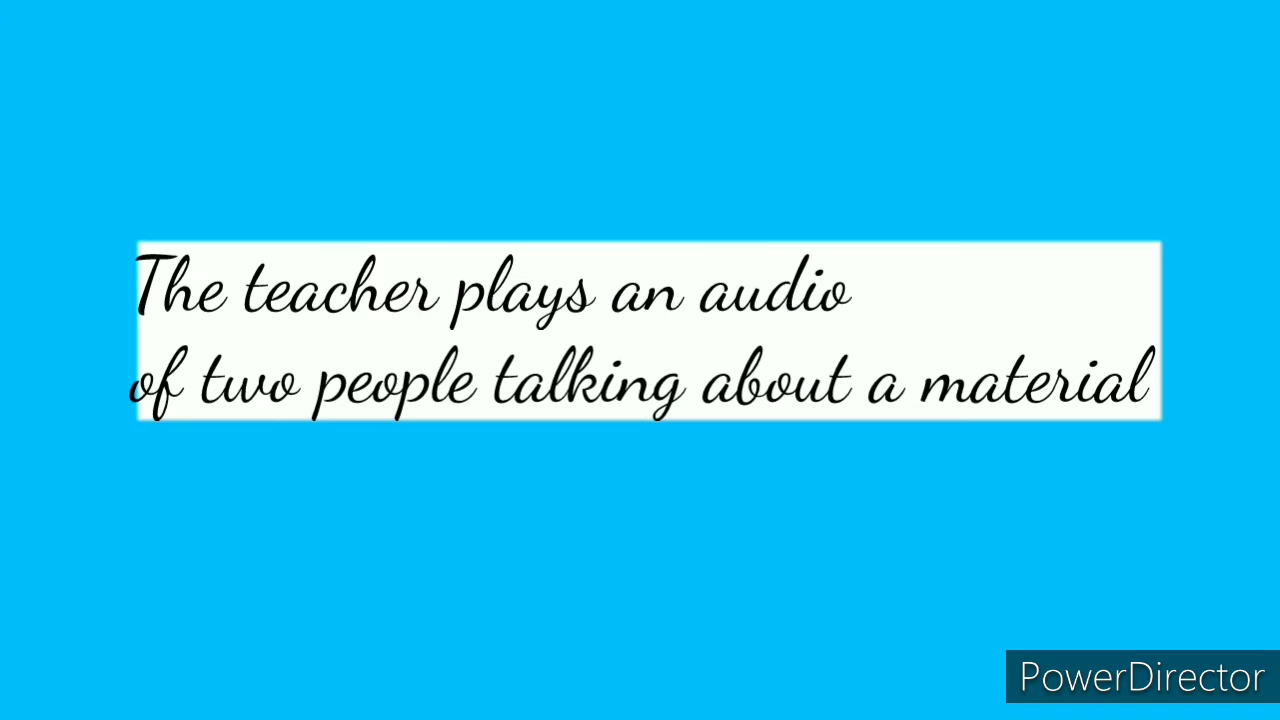 The teacher plays an audio
of two people talking about a material
PowerDirector